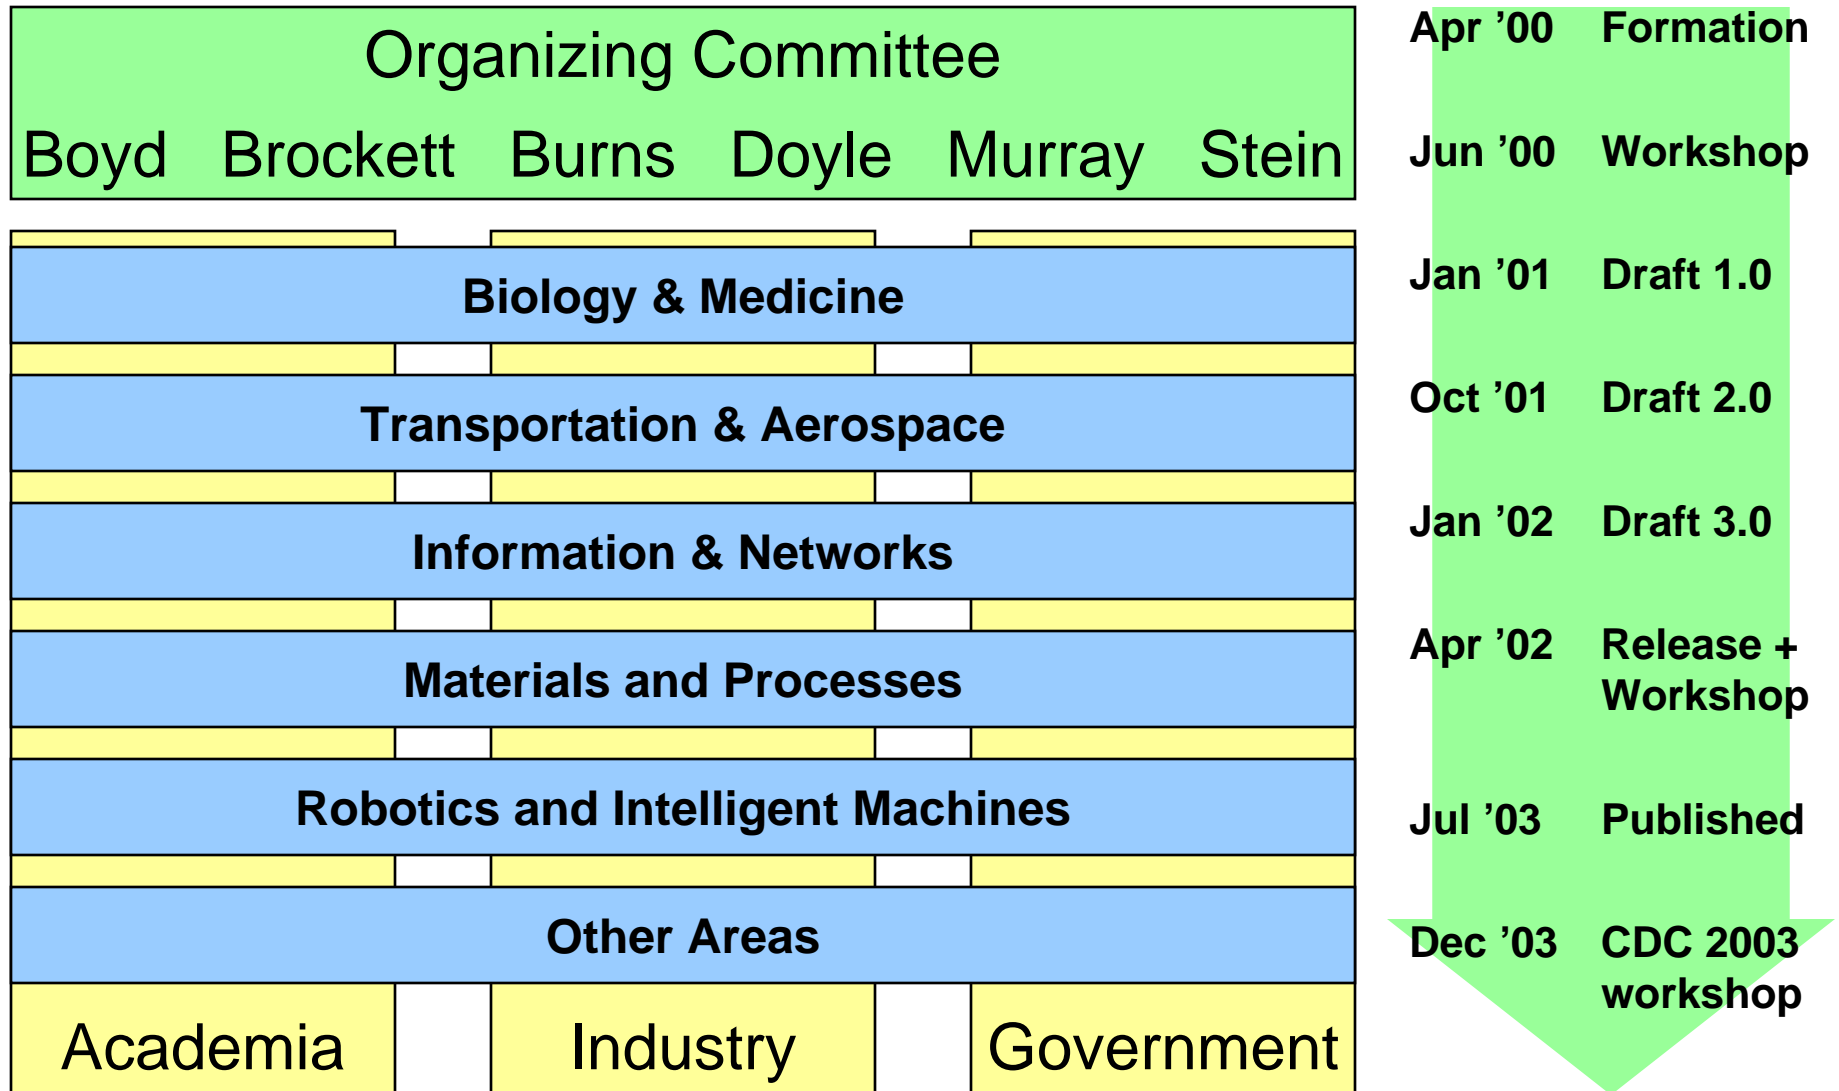 Organizing Committee
Boyd Brockett Burns Doyle Murray Stein
Biology & Medicine
Transportation & Aerospace
Information & Networks
Materials and Processes
Robotics and Intelligent Machines
Other Areas
Academia Industry Government
Apr ’00 Formation
Jun ’00 Workshop
Jan ’01 Draft 1.0
Oct ’01 Draft 2.0
Jan ’02 Draft 3.0
Apr ’02 Release +
Workshop
Jul ’03 Published
Dec ’03 CDC 2003
workshop